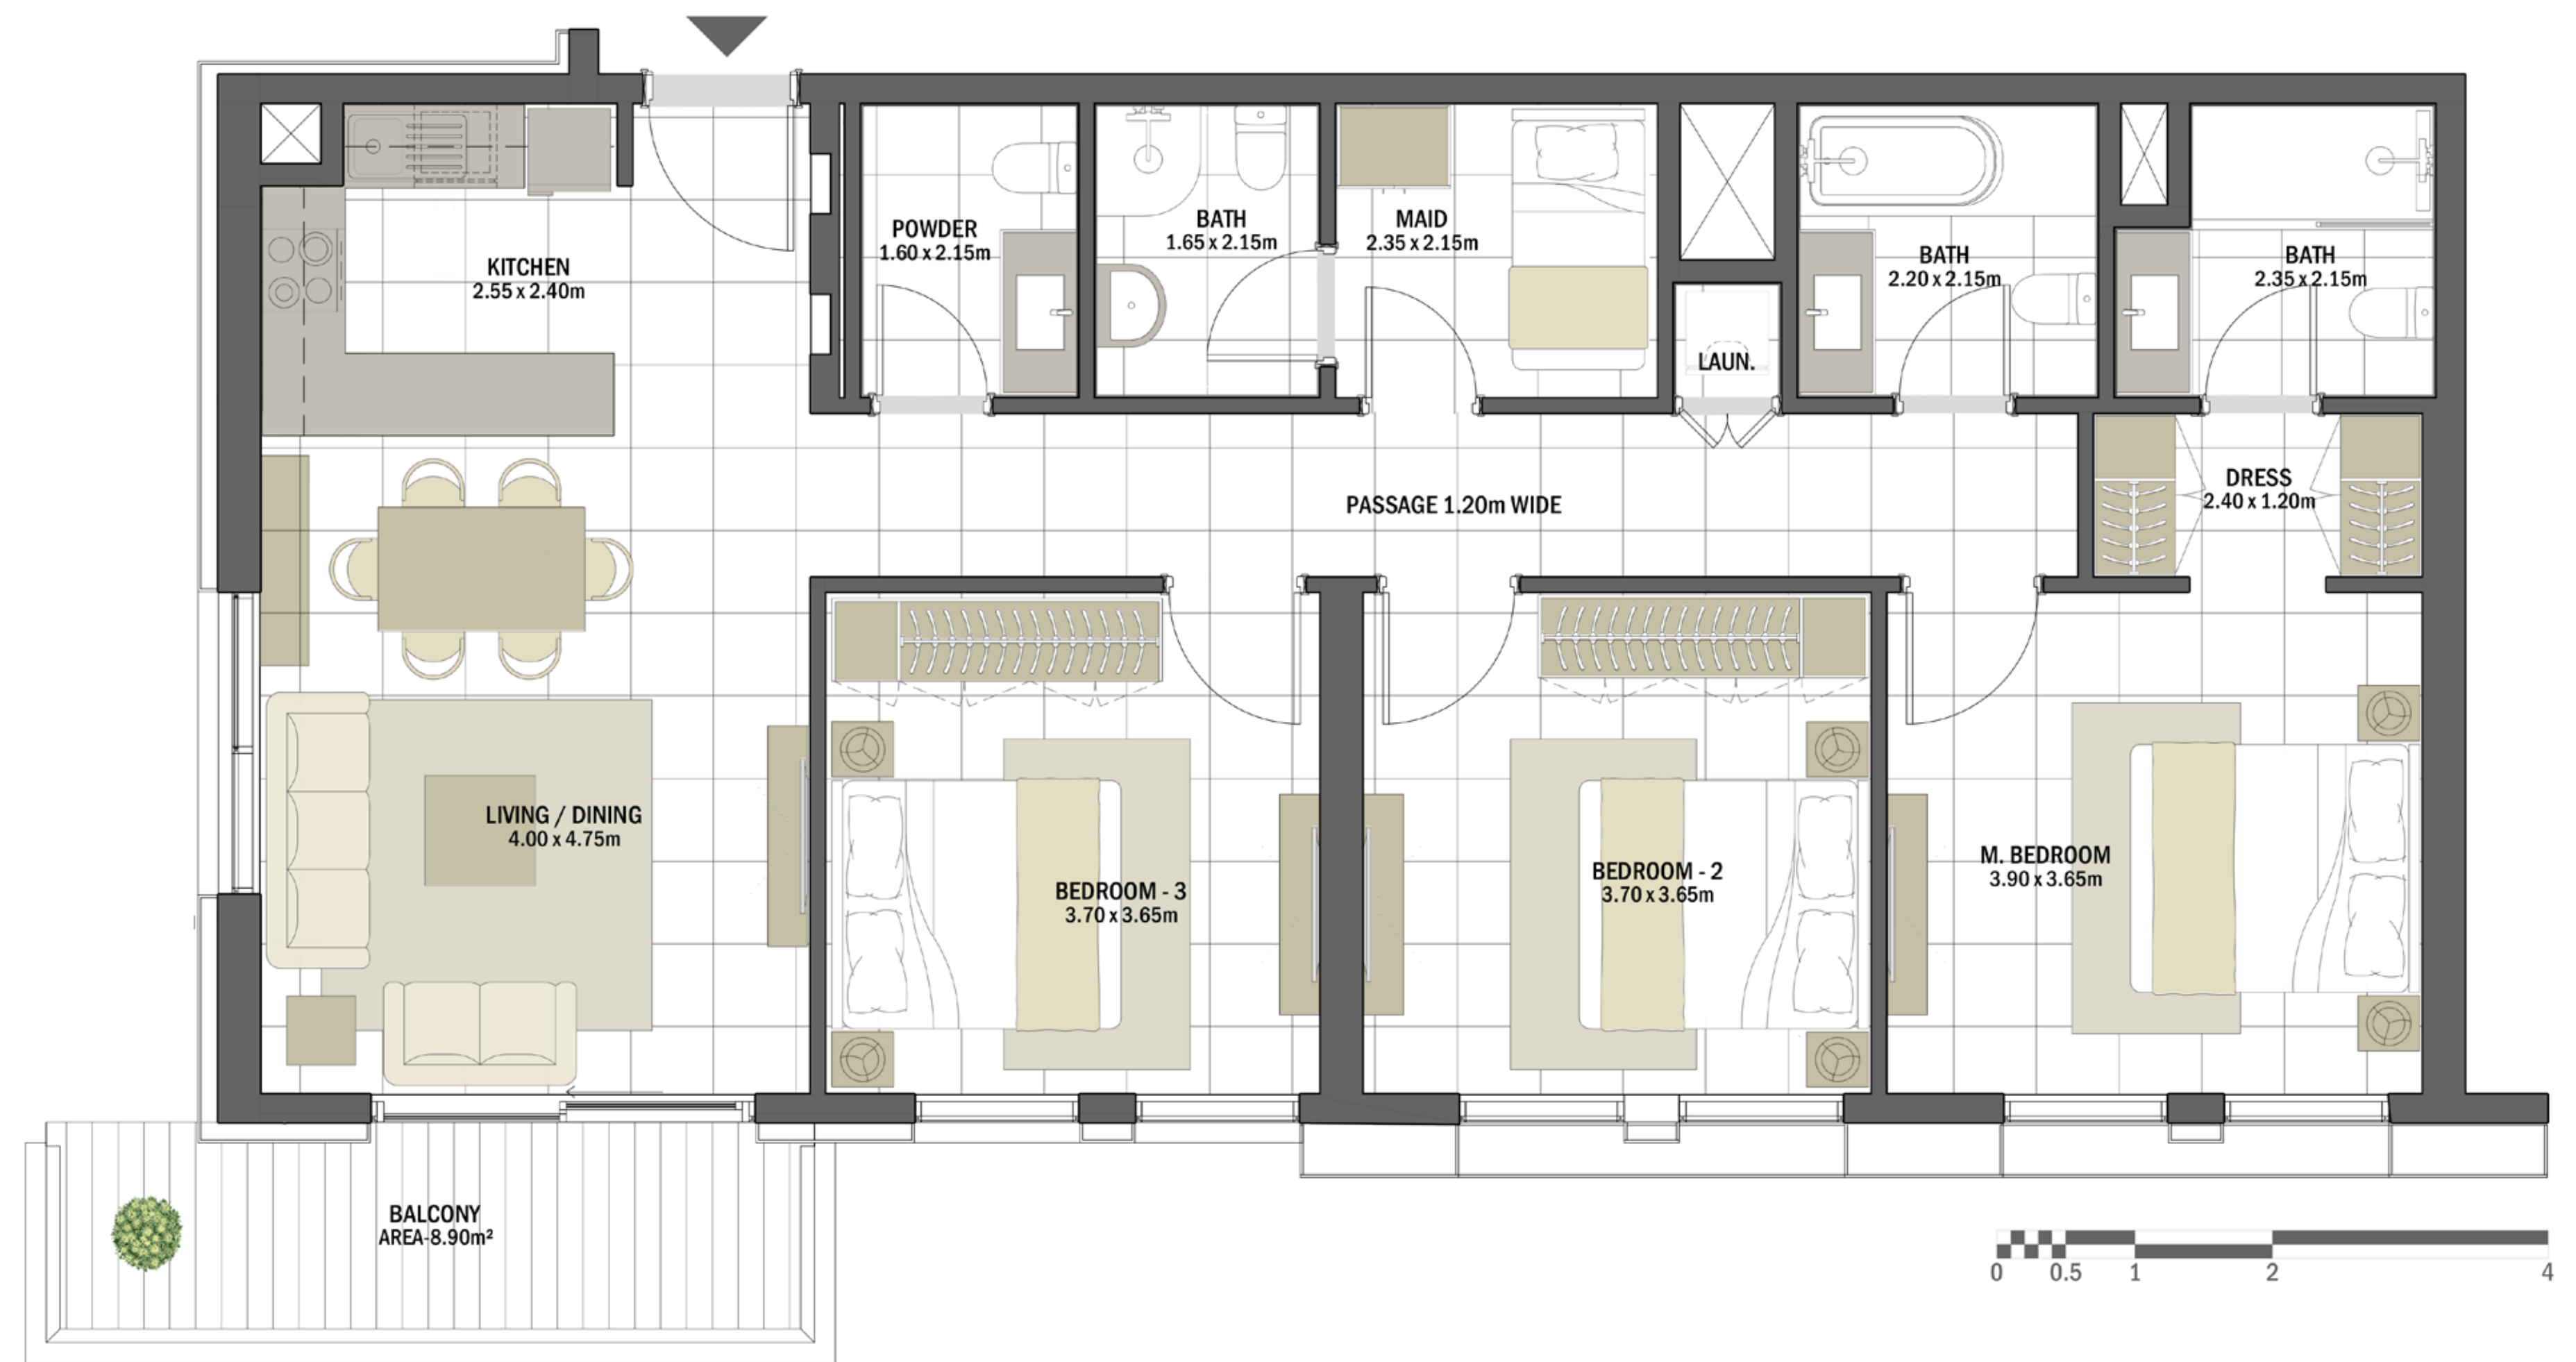 POWDER
1.60 x 2.15m
BATH
1.65 x 2.15m
MAID
2.35 x 2.15m
BATH
2.20 x 2.15m
BATH
2.35 x 2.15m
KITCHEN
2.55 x 2.40m
LAUN.
DRESS
2.40 x 1.20m
PASSAGE 1.20m WIDE
LIVING / DINING
4.00 x 4.75m
BEDROOM - 3
3.70 x 3.65m
BEDROOM - 2
3.70 x 3.65m
M. BEDROOM
3.90 x 3.65m
BALCONY
AREA-8.90m²
0 0.5 1 2 4